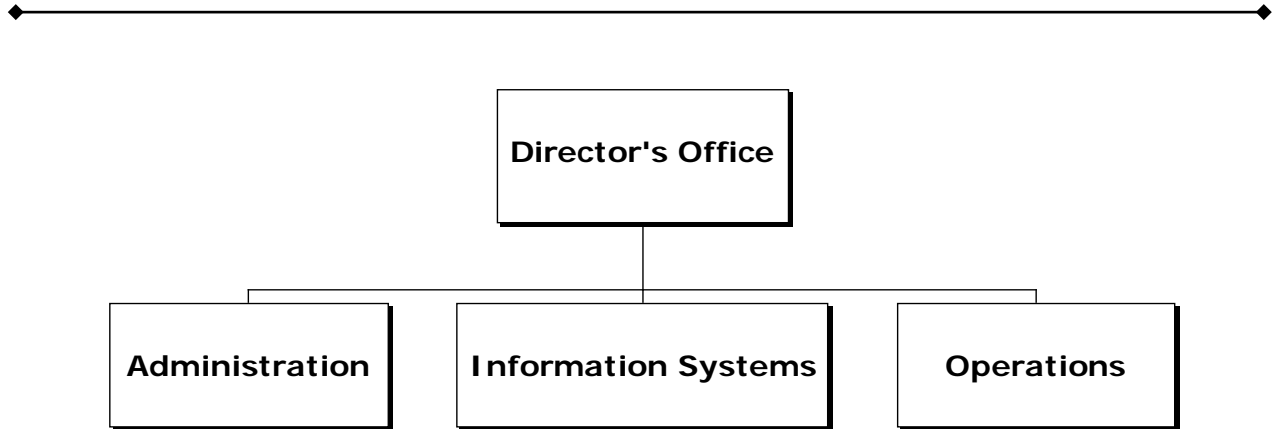 Director's Office
Administration
Information Systems
Operations